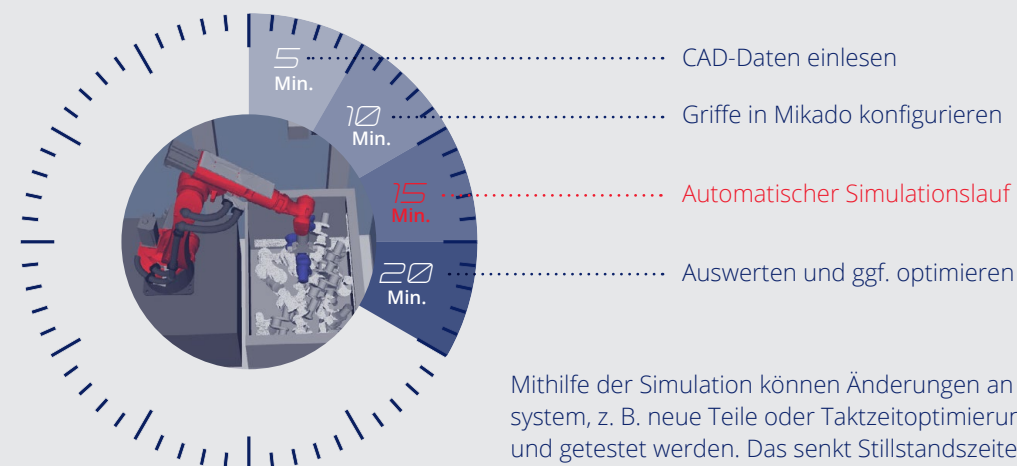 5
Min.
CAD-Daten einlesen
10
Min.
Griffe in Mikado konfigurieren
15
Min.
Automatischer Simulationslauf
20
Min.
Auswerten und ggf. optimieren
Mithilfe der Simulation können Änderungen an
system, z. B. neue Teile oder Taktzeitoptimierun
und getestet werden. Das senkt Stillstandszeite